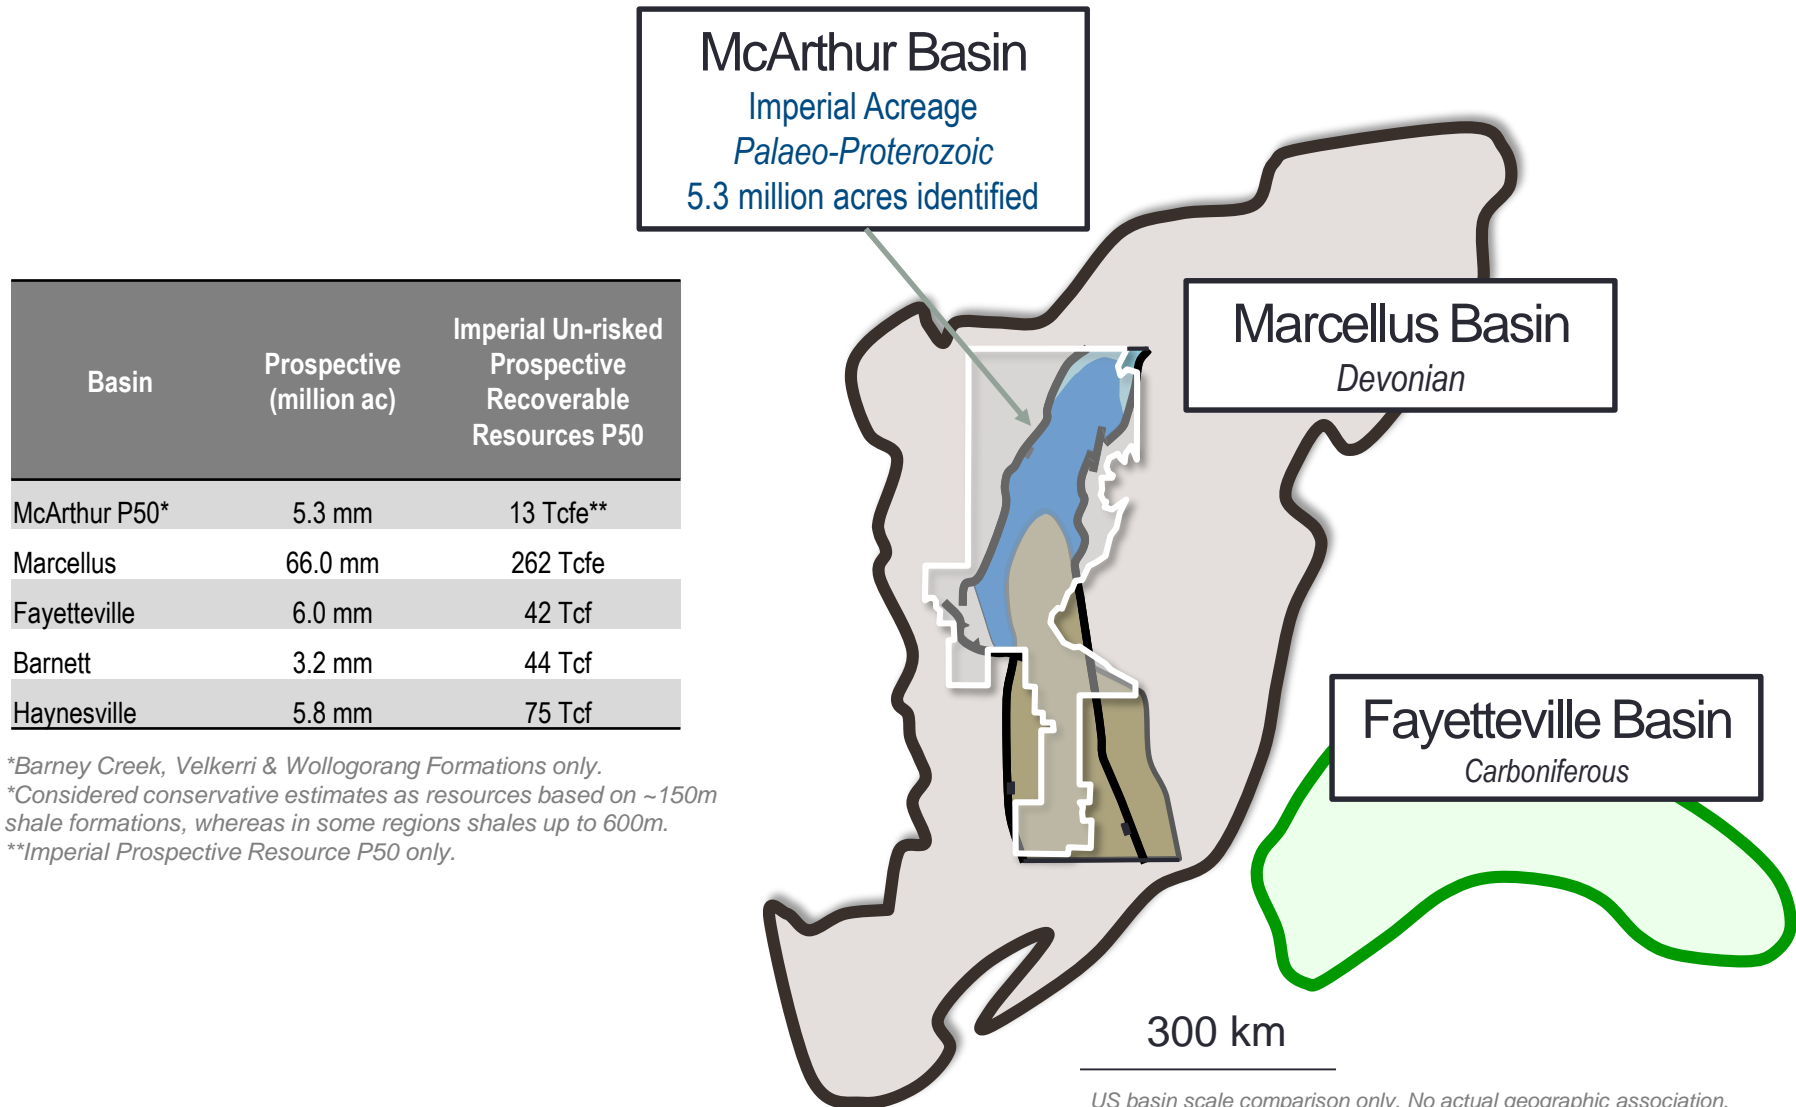 McArthur Basin
Imperial Acreage
Palaeo-Proterozoic
5.3 million acres identified
Marcellus Basin
Devonian
Basin
Prospective
(million ac)
Imperial Un-risked
Prospective
Recoverable
Resources P50
McArthur P50* 5.3 mm 13 Tcfe**
Marcellus 66.0 mm 262 Tcfe
Fayetteville 6.0 mm 42 Tcf
Barnett 3.2 mm 44 Tcf
Haynesville 5.8 mm 75 Tcf
*Barney Creek, Velkerri & Wollogorang Formations only.
*Considered conservative estimates as resources based on ~150m
shale formations, whereas in some regions shales up to 600m.
**Imperial Prospective Resource P50 only.
Fayetteville Basin
Carboniferous
300 km
US basin scale comparison only. No actual geographic association.